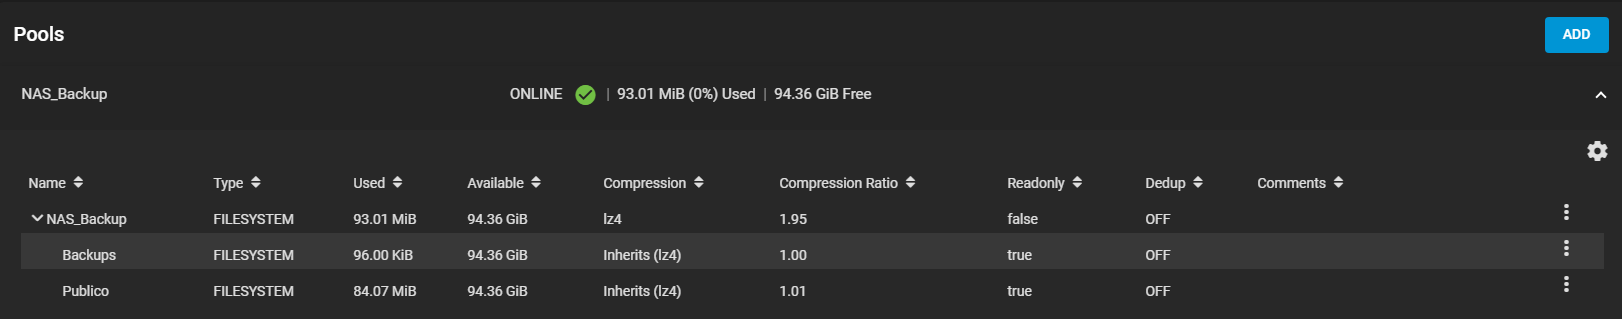 Pools
ADD
NAS_Backup ONLINE | 93.01 MiB (0%) Used | 94.36 GiB Free
Name Type Used Available Compression Compression Ratio Readonly Dedup Comments
NAS_Backup FILESYSTEM 93.01 MiB 94.36 GiB lz4 1.95 false OFF
Backups FILESYSTEM 96.00 KiB 94.36 GiB Inherits (lz4) 1.00 true OFF
Publico FILESYSTEM 84.07 MiB 94.36 GiB Inherits (lz4) 1.01 true OFF